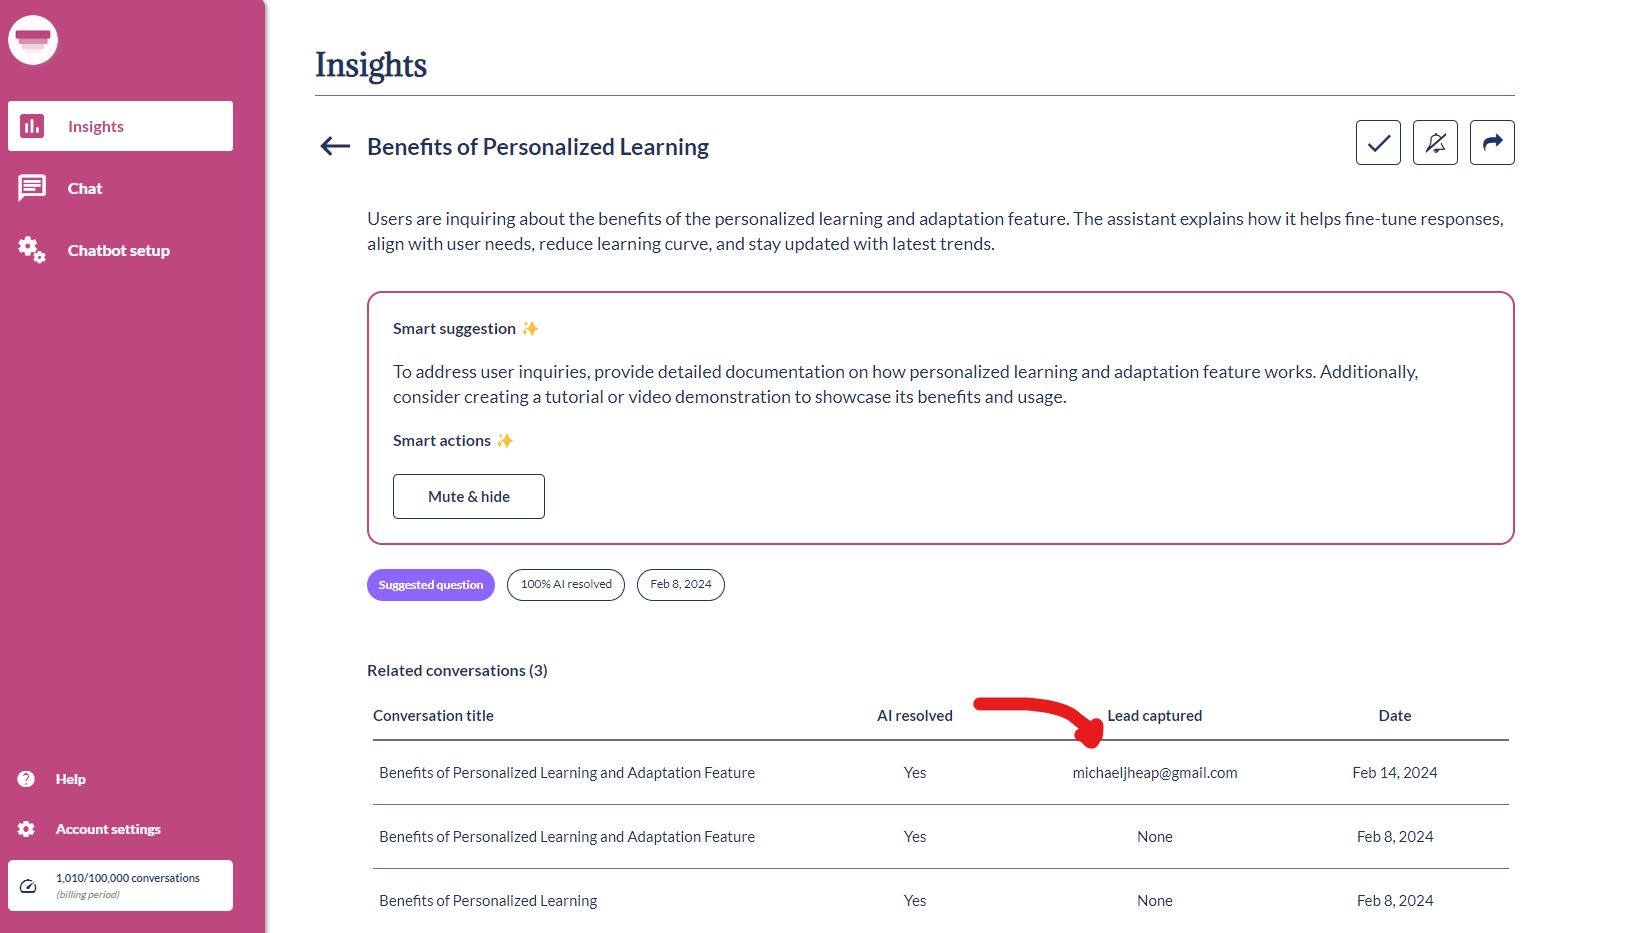 Insights
Chat
Chatbot setup
Help
Account settings
1,010/100,000 conversations
(billing period)
Insights
Benefits of Personalized Learning
Users are inquiring about the benefits of the personalized learning and adaptation feature. The assistant explains how it helps fine-tune responses,
align with user needs, reduce learning curve, and stay updated with latest trends.
Smart suggestion ✨
To address user inquiries, provide detailed documentation on how personalized learning and adaptation feature works. Additionally,
consider creating a tutorial or video demonstration to showcase its benefits and usage.
Smart actions ✨
Mute & hide
Suggested question 100% AI resolved Feb 8, 2024
Related conversations (3)
Conversation title AI resolved Lead captured Date
Benefits of Personalized Learning and Adaptation Feature Yes michaeljheap@gmail.com Feb 14, 2024
Benefits of Personalized Learning and Adaptation Feature Yes None Feb 8, 2024
Benefits of Personalized Learning Yes None Feb 8, 2024